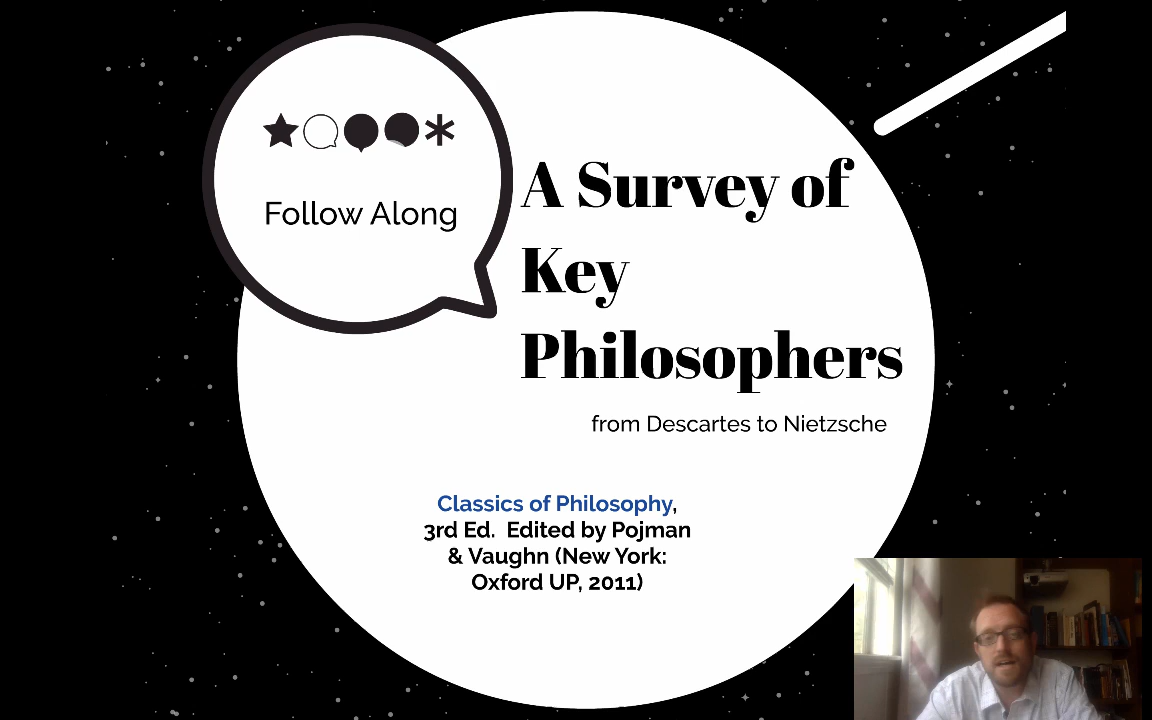 Follow Along
A Survey of
Key
Philosophers
from Descartes to Nietzsche
Classics of Philosophy,
3rd Ed. Edited by Pojman
& Vaughn (New York:
Oxford UP, 2011)